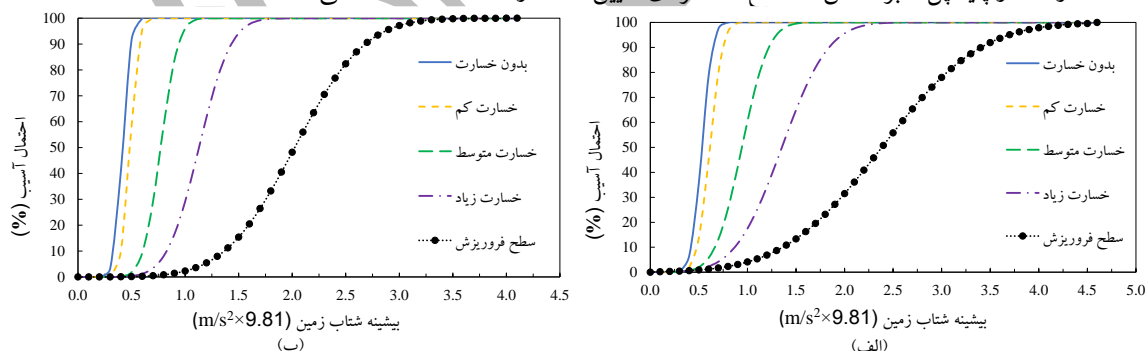 احتمال آسیب (%)
100
90
80
70
60
50
40
30
20
10
0
بدون خسارت
خسارت کم
خسارت متوسط
خسارت زیاد
سطح فروریزش
0.0 0.5 1.0 1.5 2.0 2.5 3.0 3.5 4.0 4.5 5.0
بیشینه شتاب زمین (m/s²×9.81)
(الف)
احتمال آسیب (%)
100
90
80
70
60
50
40
30
20
10
0
بدون خسارت
خسارت کم
خسارت متوسط
خسارت زیاد
سطح فروریزش
0.0 0.5 1.0 1.5 2.0 2.5 3.0 3.5 4.0 4.5
بیشینه شتاب زمین (m/s²×9.81)
(ب)